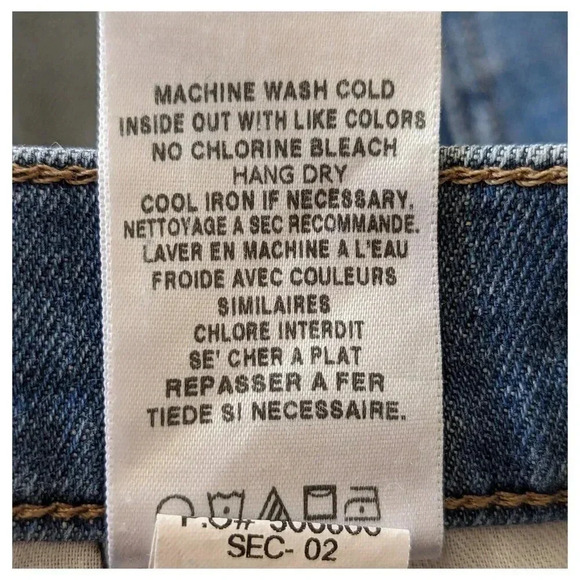 MACHINE WASH COLD
INSIDE OUT WITH LIKE COLORS
NO CHLORINE BLEACH
HANG DRY
COOL IRON IF NECESSARY.
NETTOYAGE A SEC RECOMMANDE.
LAVER EN MACHINE A L'EAU
FROIDE AVEC COULEURS
SIMILAIRES
CHLORE INTERDIT
SE' CHER A PLAT
REPASSER A FER
TIEDE SI NECESSAIRE.
SEC- 02